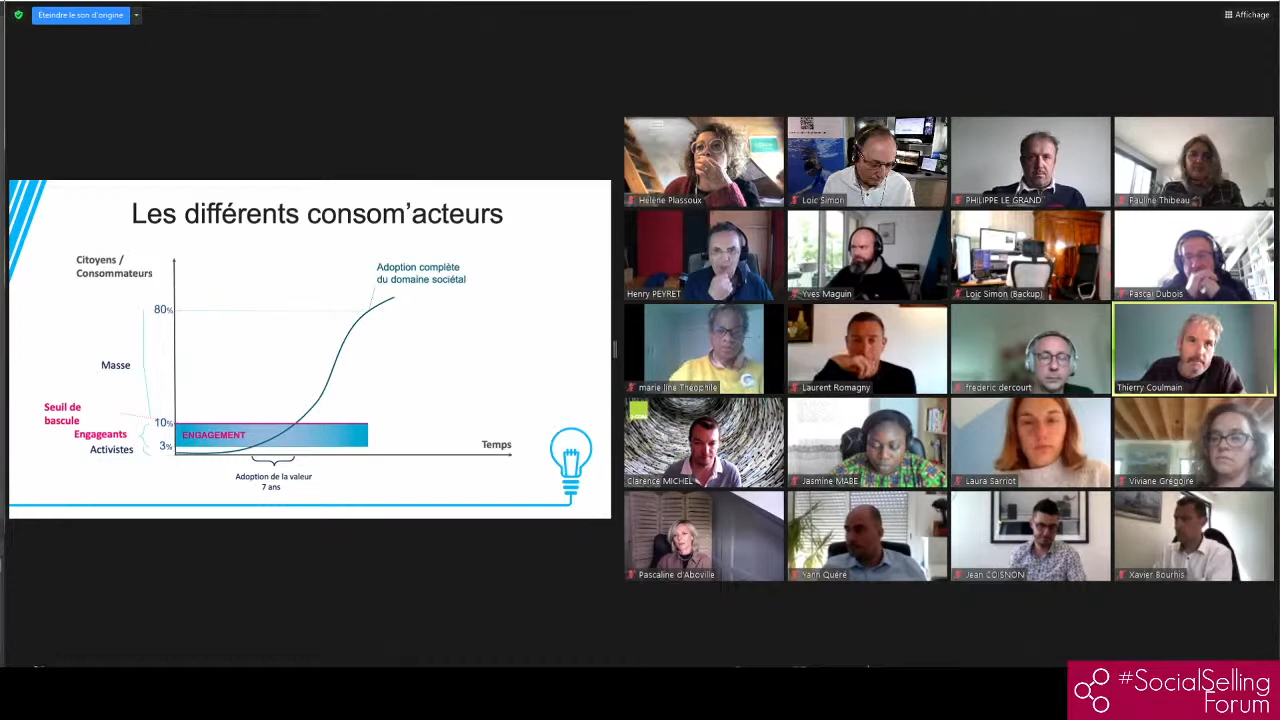 Eteindre le son d'origine
Affichage
Les différents consom'acteurs
Citoyens /
Consommateurs
Adoption complète
du domaine sociétal
80%
Masse
Seuil de
bascule
10%
Engageants
ENGAGEMENT
3%
Activistes
Temps
Adoption de la valeur
7 ans
Hélène Plassoux
Loic Simon
PHILIPPE LE GRAND
Pauline Thibeau
Henry PEYRET
Yves Maguin
Loic Simon (Backup)
Pascal Dubois
marie line Théophile
Laurent Romagny
frederic dercourt
Thierry Coulmain
Clarence MICHEL
Jasmine MABE
Laura Sarriot
Viviane Grégoire
Pascaline d'Aboville
Yann Quéré
Jean COISNON
Xavier Bourhis
#SocialSelling
Forum